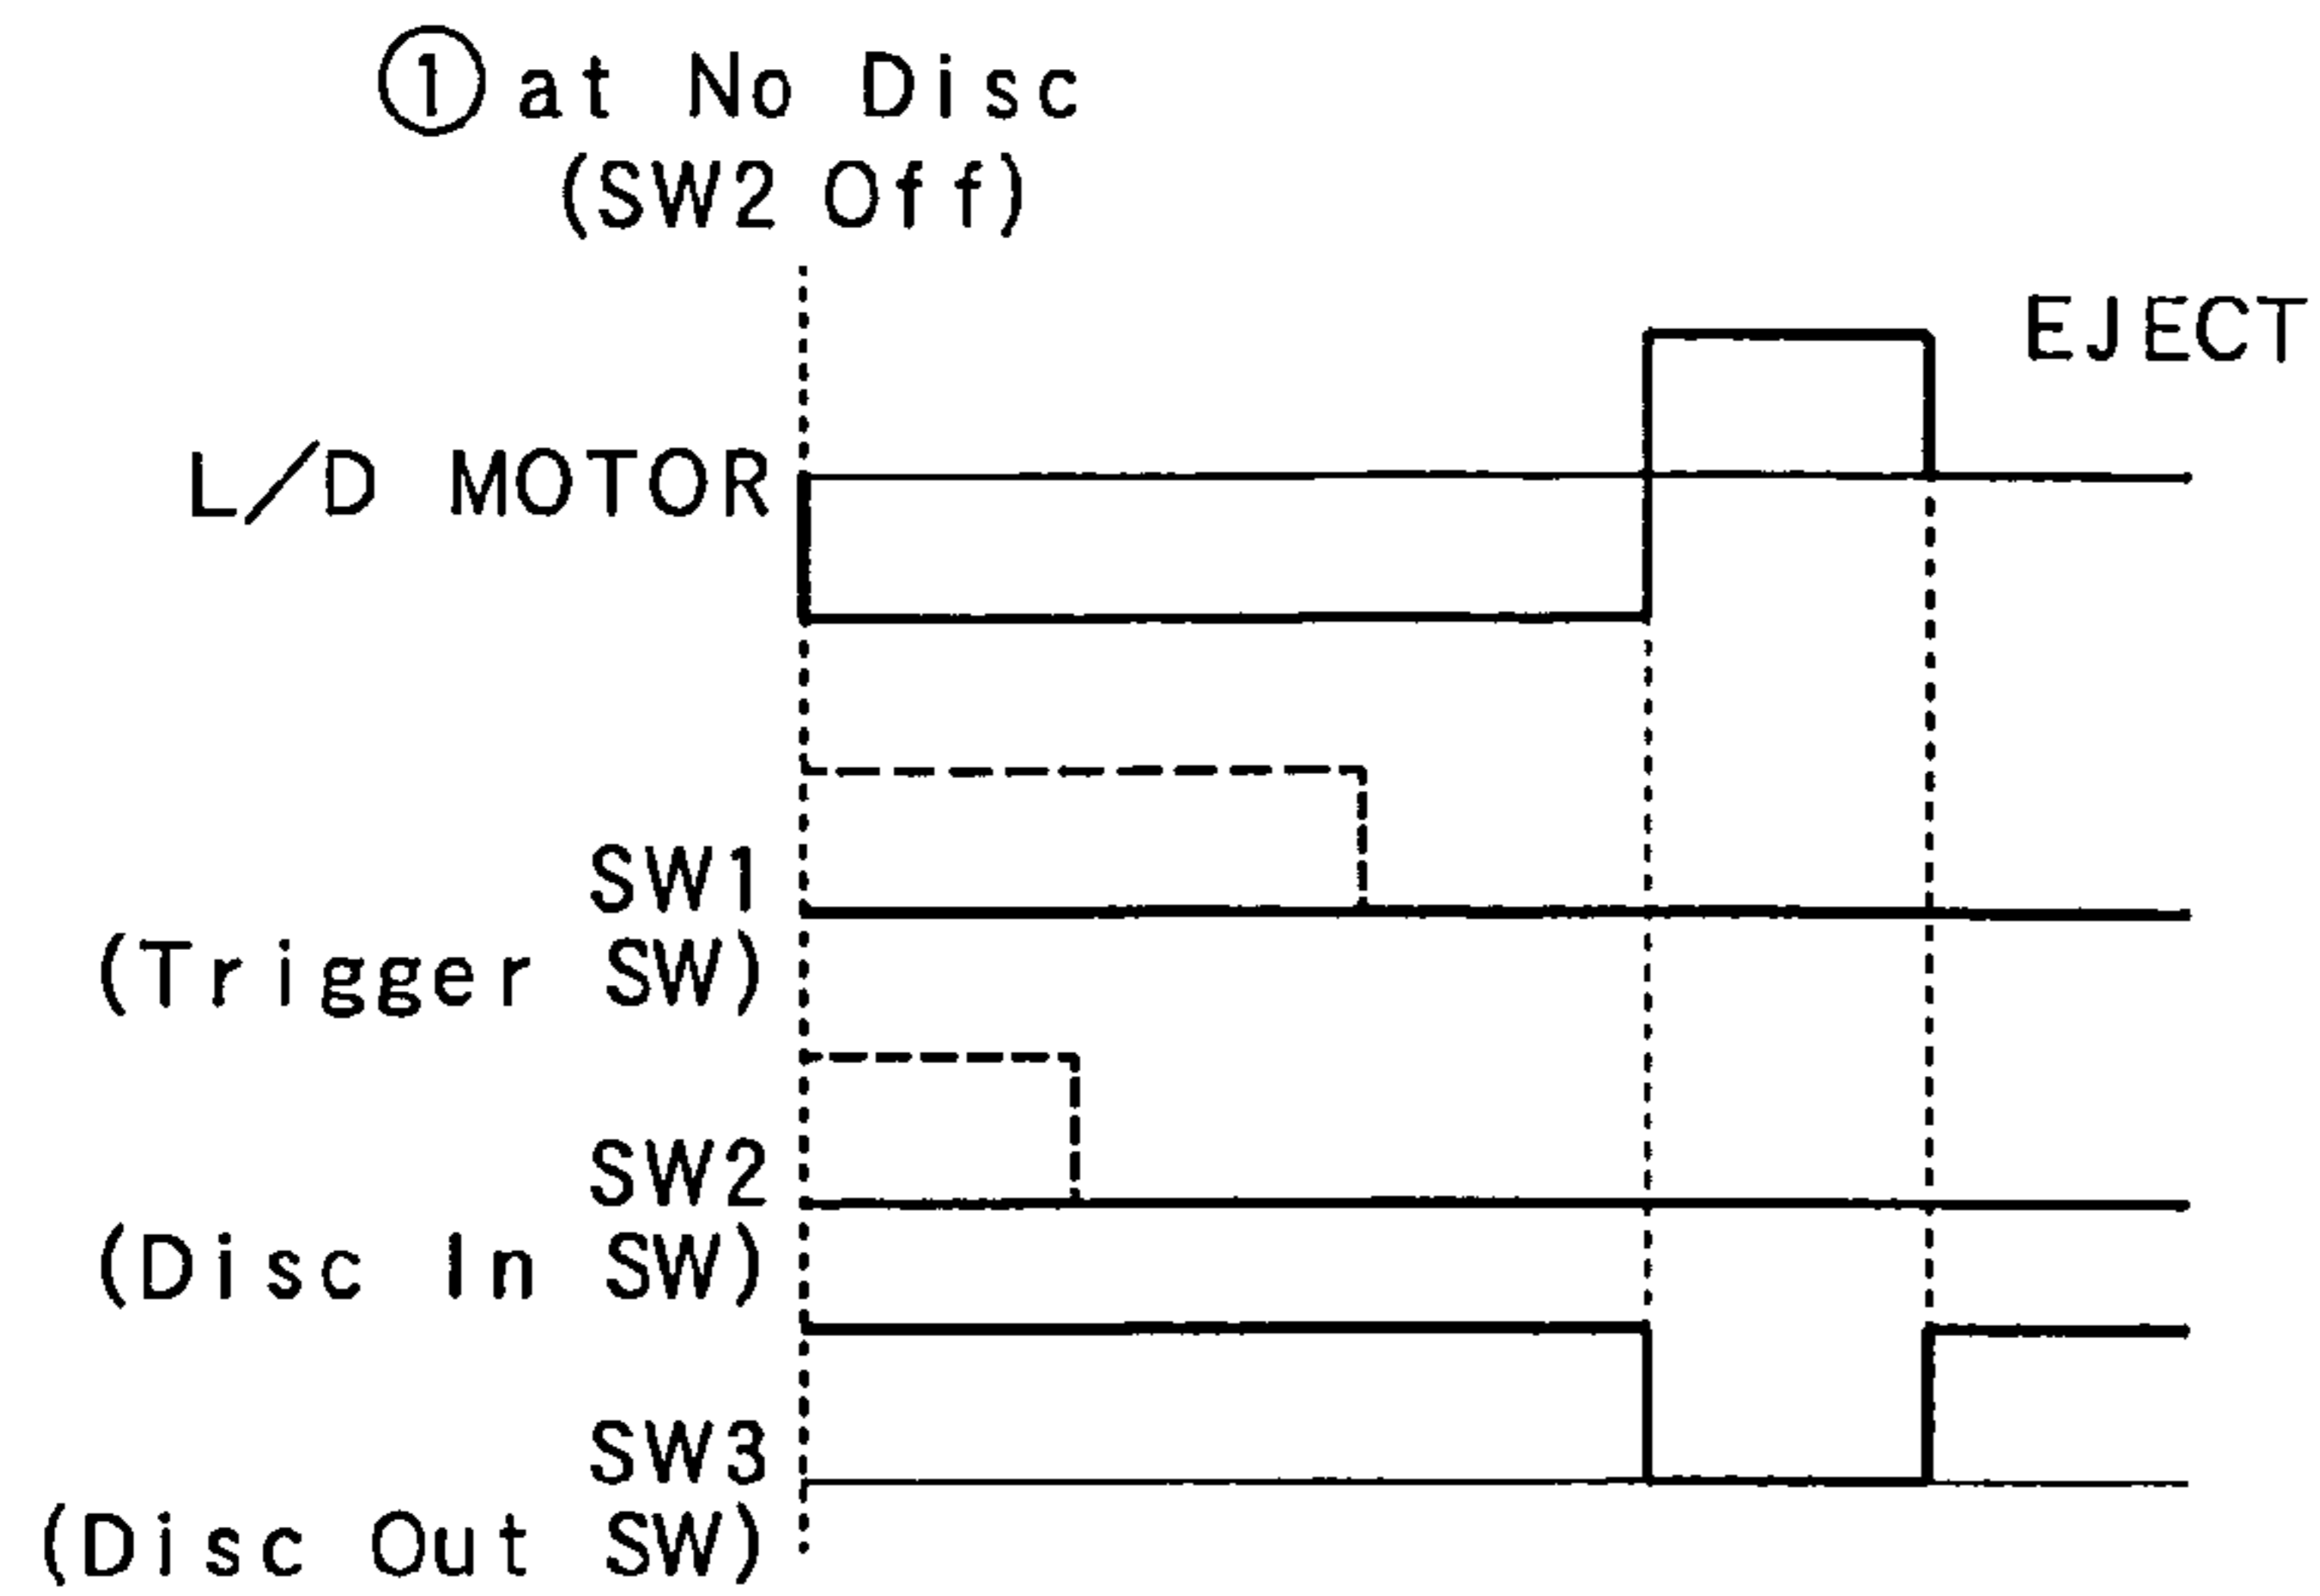 ① at No Disc
(SW2 Off)
EJECT
L/D MOTOR
SW1
(Trigger SW)
SW2
(Disc In SW)
SW3
(Disc Out SW)